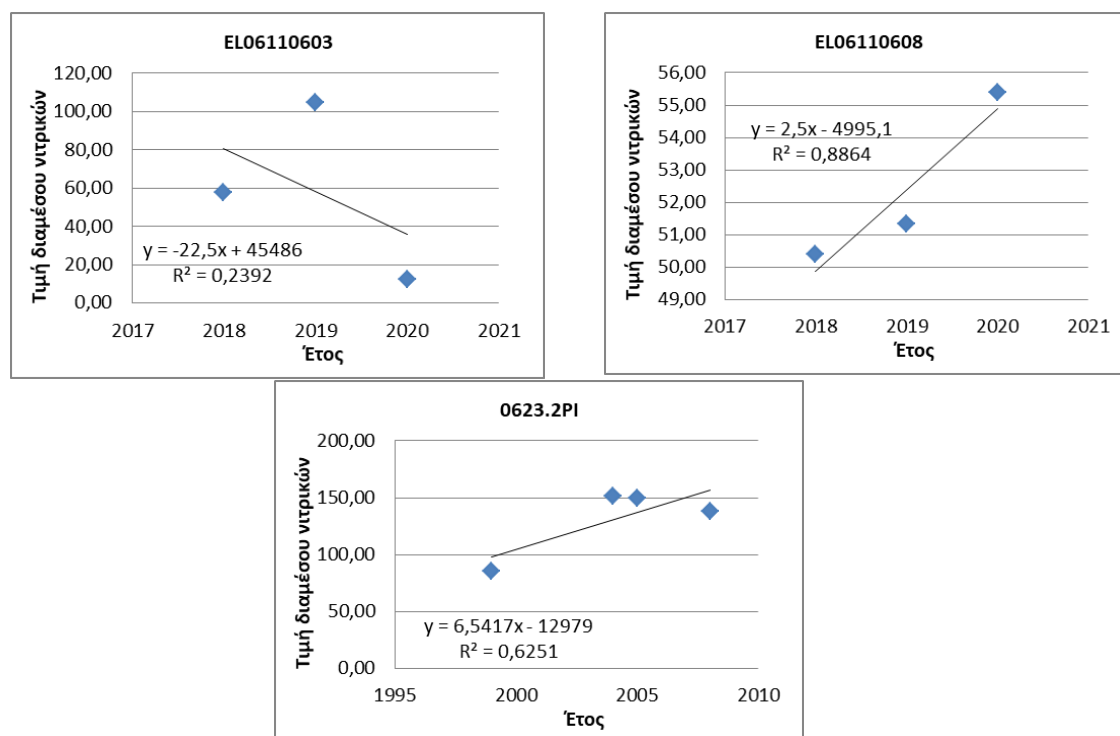 EL06110603
Τιμή διαμέσου νιτρικών
120,00
100,00
80,00
60,00
40,00
20,00
0,00
y = -22,5x + 45486
R² = 0,2392
2017 2018 2019 2020 2021
Έτος
EL06110608
Τιμή διαμέσου νιτρικών
56,00
55,00
54,00
53,00
52,00
51,00
50,00
49,00
y = 2,5x - 4995,1
R² = 0,8864
2017 2018 2019 2020 2021
Έτος
0623.2PI
Τιμή διαμέσου νιτρικών
200,00
150,00
100,00
50,00
0,00
y = 6,5417x - 12979
R² = 0,6251
1995 2000 2005 2010
Έτος